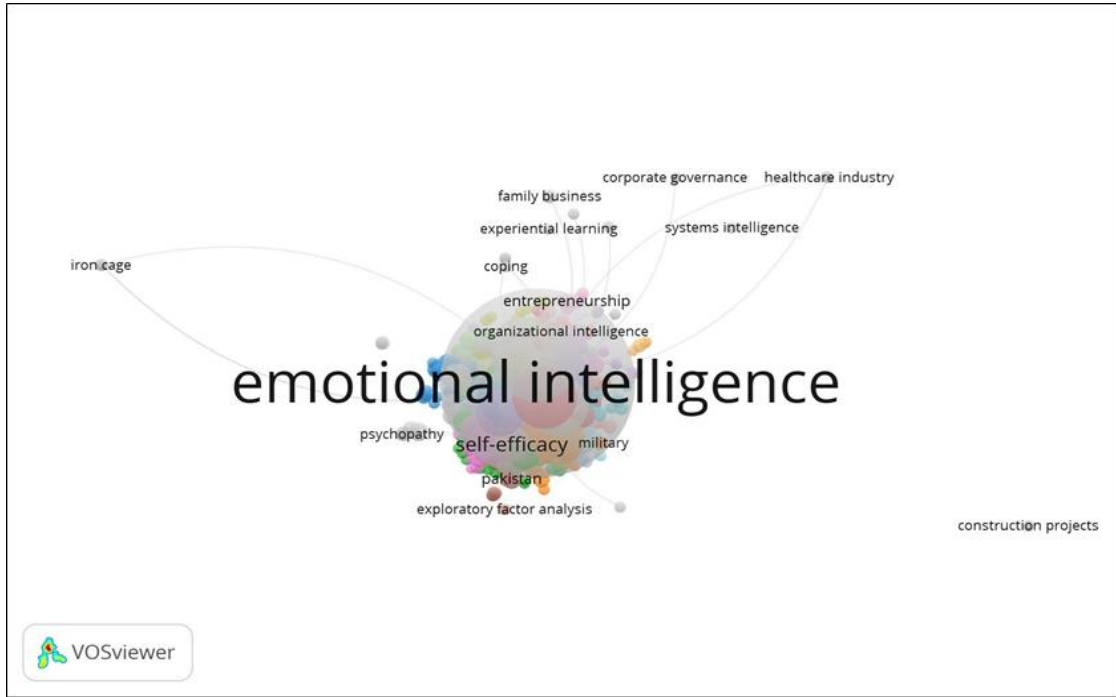 corporate governance
healthcare industry
family business
experiential learning
systems intelligence
iron cage
coping
entrepreneurship
organizational intelligence
emotional intelligence
psychopathy
self-efficacy
military
pakistan
exploratory factor analysis
construction projects
VOSviewer